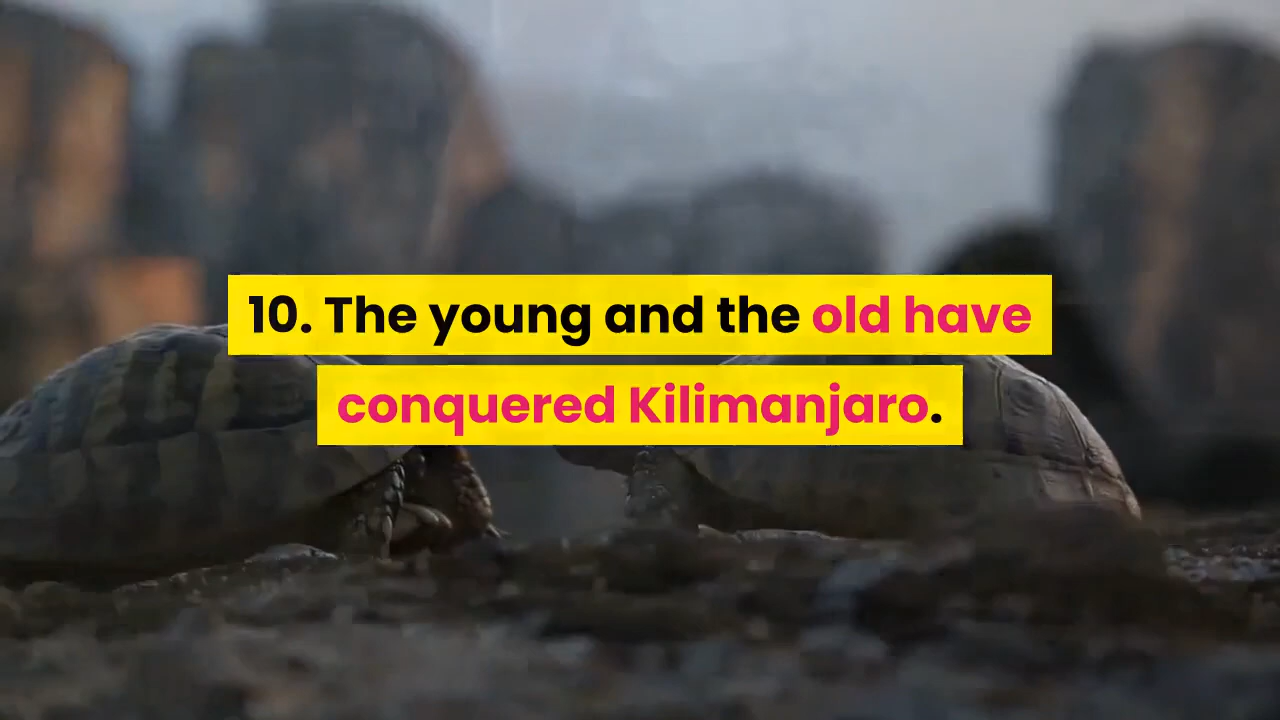 10. The young and the old have
conquered Kilimanjaro.